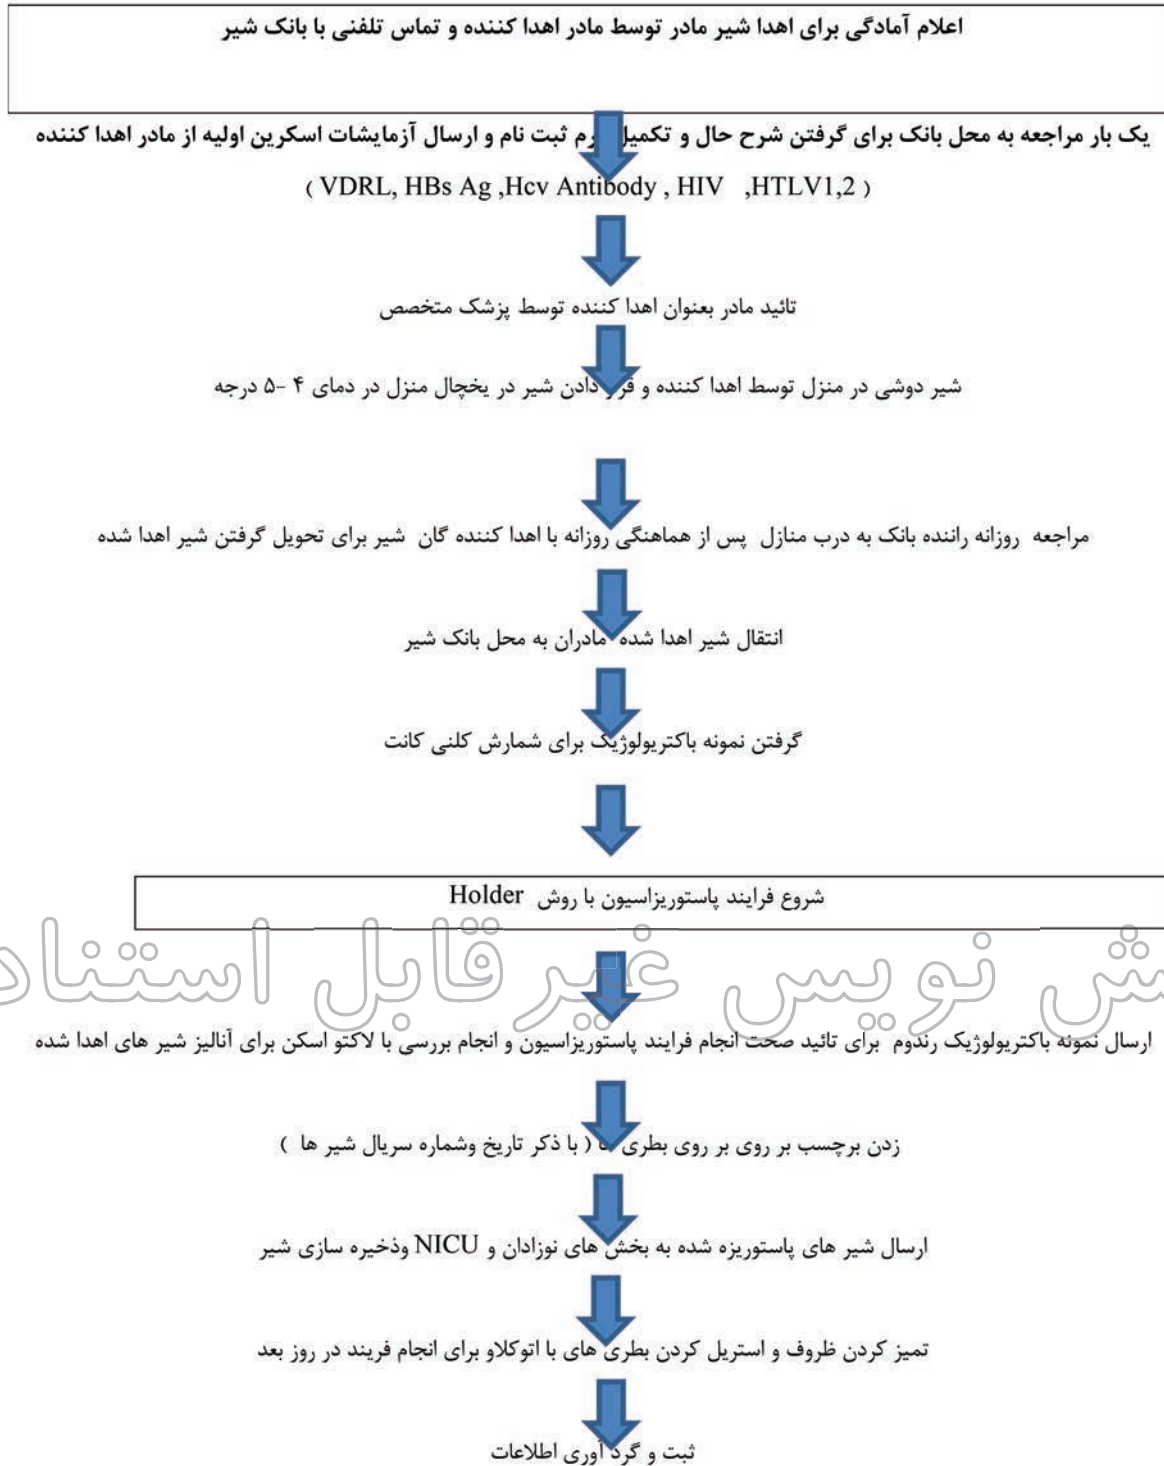 اعلام آمادگی برای اهدا شیر مادر توسط مادر اهدا کننده و تماس تلفنی با بانک شیر
یک بار مراجعه به محل بانک برای گرفتن شرح حال و تکمیل فرم ثبت نام و ارسال آزمایشات اسکرین اولیه از مادر اهدا کننده
( VDRL, HBs Ag ,Hcv Antibody , HIV ,HTLV1,2 )
تائید مادر بعنوان اهدا کننده توسط پزشک متخصص
شیر دوشی در منزل توسط اهدا کننده و قرار دادن شیر در یخچال منزل در دمای ۴ -۵ درجه
مراجعه روزانه راننده بانک به درب منازل پس از هماهنگی روزانه با اهدا کننده گان شیر برای تحویل گرفتن شیر اهدا شده
انتقال شیر اهدا شده مادران به محل بانک شیر
گرفتن نمونه باکتریولوژیک برای شمارش کلنی کانت
شروع فرایند پاستوریزاسیون با روش Holder
ش نویس غیرقابل استناد
ارسال نمونه باکتریولوژیک رندوم برای تائید صحت انجام فرایند پاستوریزاسیون و انجام بررسی با لاکتو اسکن برای آنالیز شیر های اهدا شده
زدن برچسب بر روی بر روی بطری ها ( با ذکر تاریخ وشماره سریال شیر ها )
ارسال شیر های پاستوریزه شده به بخش های نوزادان و NICU وذخیره سازی شیر
تمیز کردن ظروف و استریل کردن بطری های با اتوکلاو برای انجام فریند در روز بعد
ثبت و گرد آوری اطلاعات